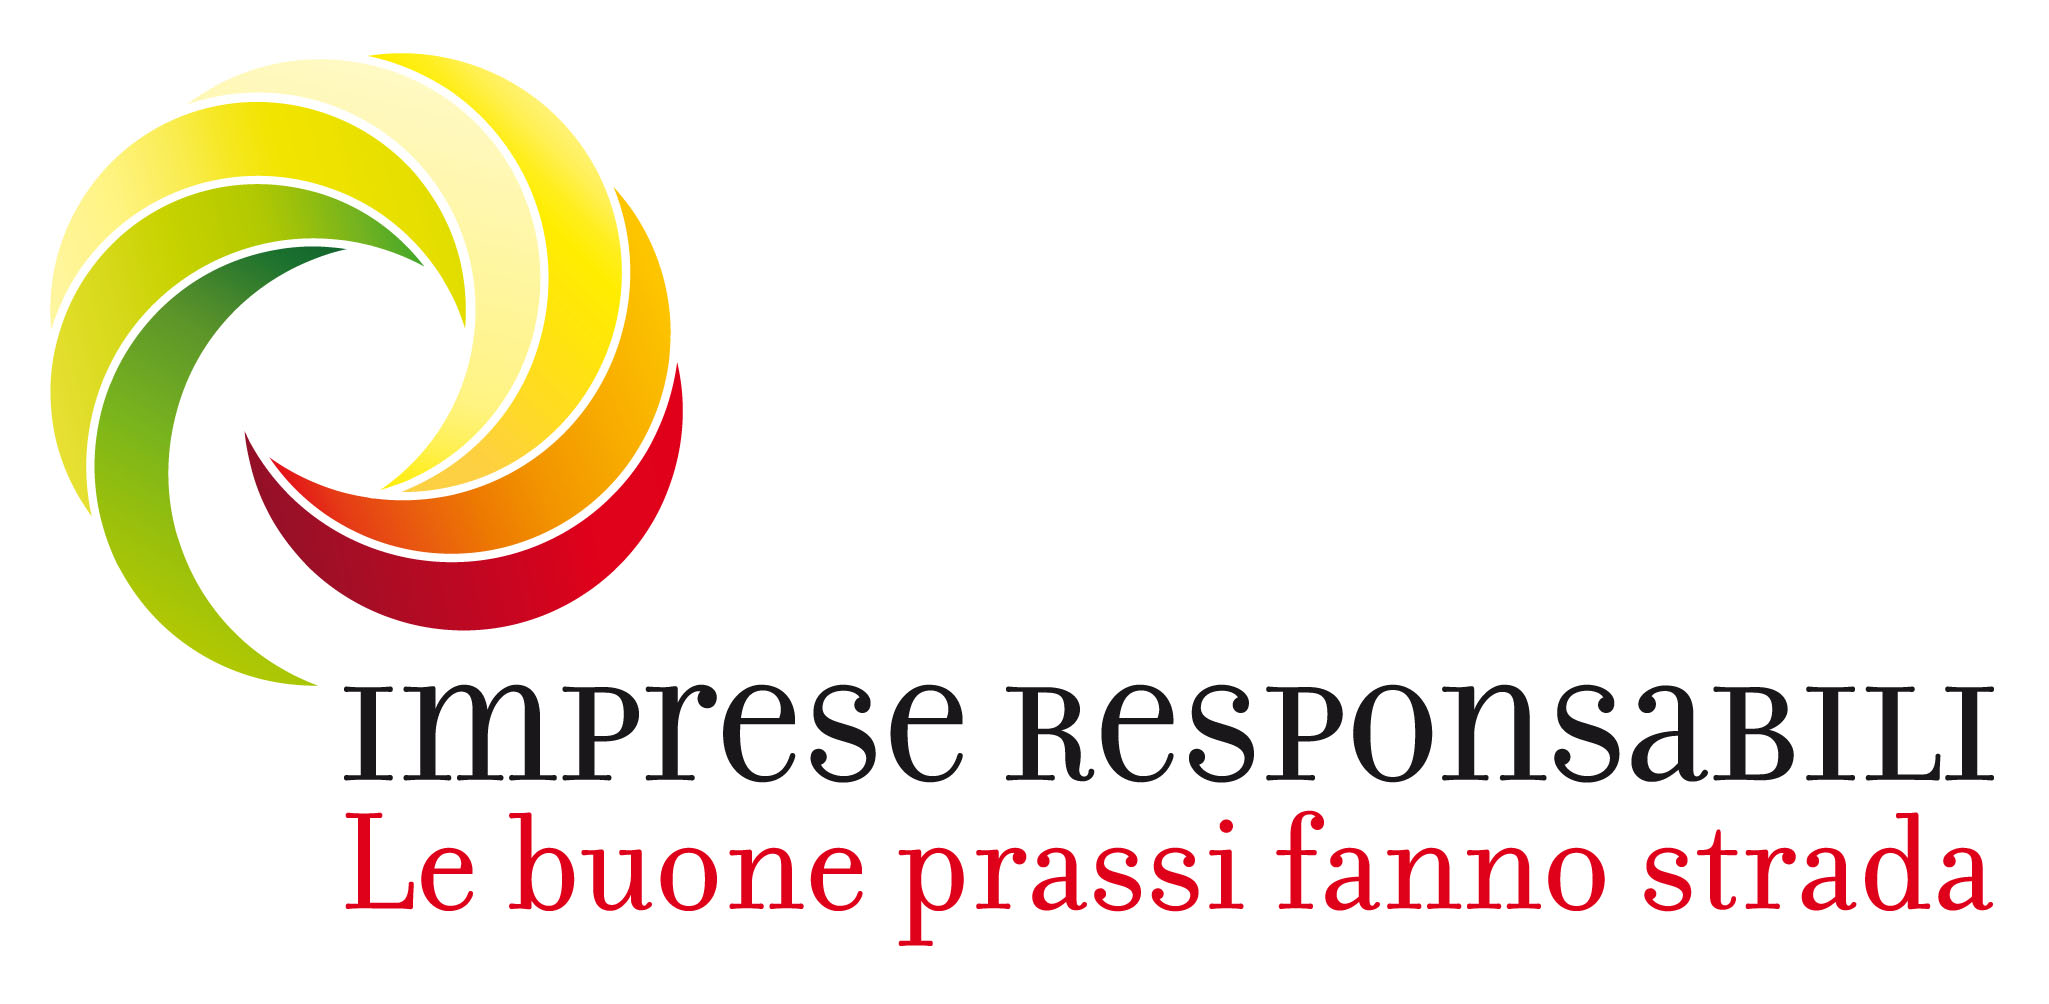 IMPrese ResPonsaBILI
Le buone prassi fanno strada